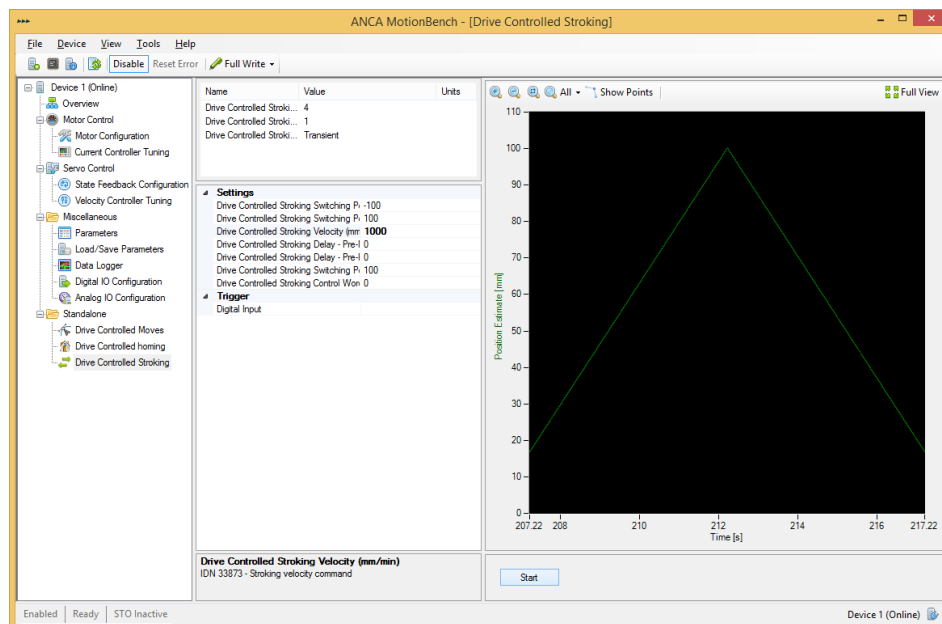 ANCA MotionBench - [Drive Controlled Stroking]
File Device View Tools Help
Disable Reset Error Full Write
Device 1 (Online)
Overview
Motor Control
Motor Configuration
Current Controller Tuning
Servo Control
State Feedback Configuration
Velocity Controller Tuning
Miscellaneous
Parameters
Load/Save Parameters
Data Logger
Digital IO Configuration
Analog IO Configuration
Standalone
Drive Controlled Moves
Drive Controlled homing
Drive Controlled Stroking
Name Value Units
Drive Controlled Stroki... 4
Drive Controlled Stroki... 1
Drive Controlled Stroki... Transient
Settings
Drive Controlled Stroking Switching P -100
Drive Controlled Stroking Switching P 100
Drive Controlled Stroking Velocity (mm 1000
Drive Controlled Stroking Delay - Pre-l 0
Drive Controlled Stroking Delay - Pre-l 0
Drive Controlled Stroking Switching P 100
Drive Controlled Stroking Control Wor 0
Trigger
Digital Input
Drive Controlled Stroking Velocity (mm/min)
IDN 33873 - Stroking velocity command
All Show Points Full View
110
100
90
80
70
60
50
40
30
20
10
0
Position Estimate [mm]
207.22 208 210 212 214 216 217.22
Time [s]
Start
Enabled Ready STO Inactive Device 1 (Online)